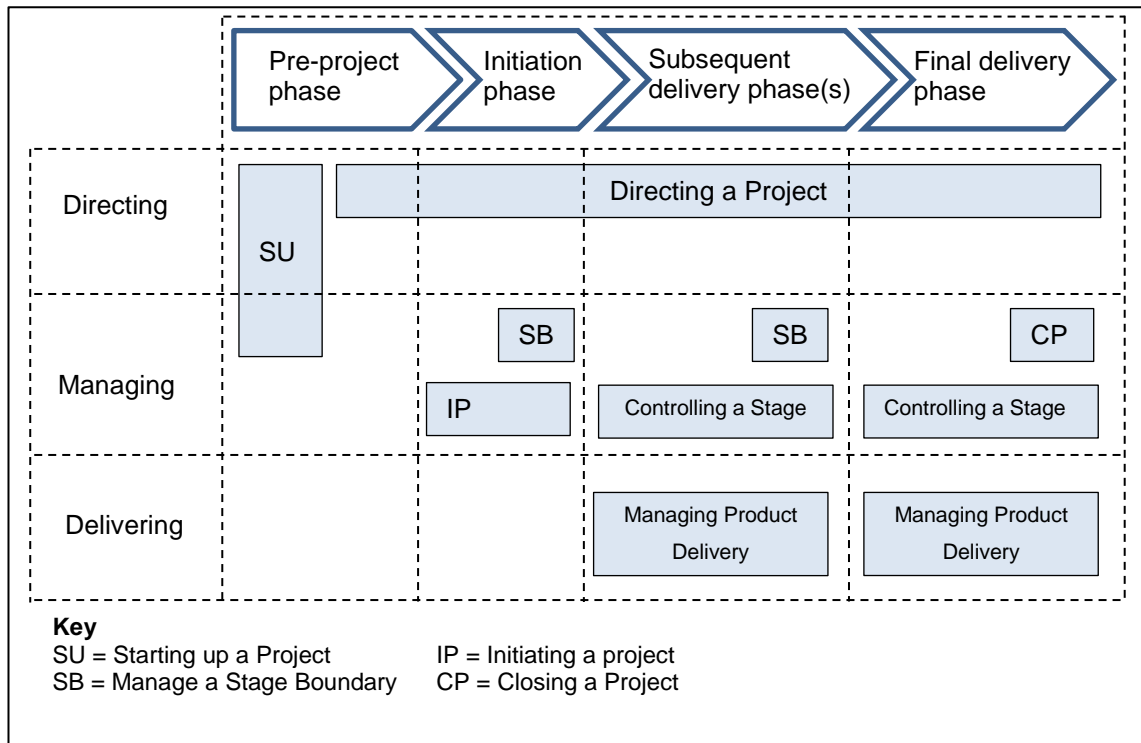 Pre-project
phase
Initiation
phase
Subsequent
delivery phase(s)
Final delivery
phase
Directing
SU
Directing a Project
Managing
SB
SB
CP
IP
Controlling a Stage
Controlling a Stage
Delivering
Managing Product
Delivery
Managing Product
Delivery
Key
SU = Starting up a Project
IP = Initiating a project
SB = Manage a Stage Boundary
CP = Closing a Project